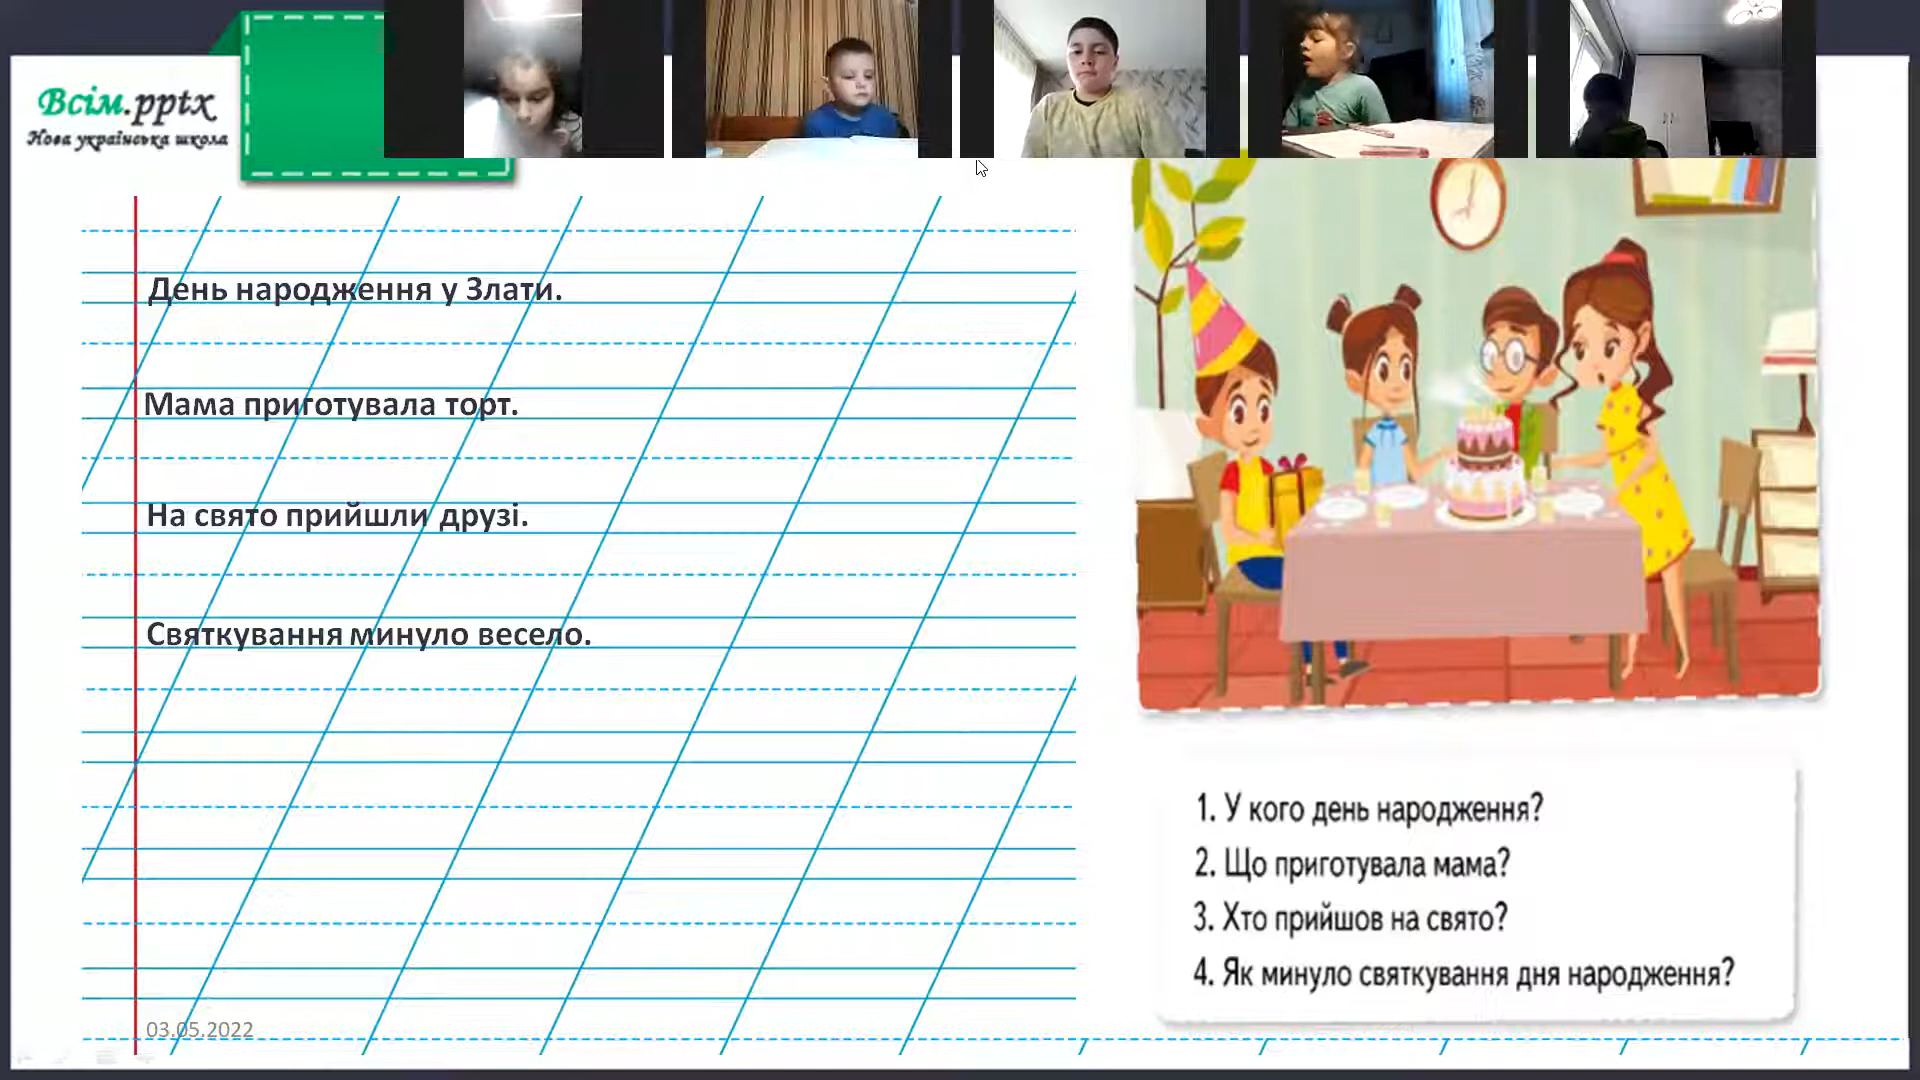 Всім.pptx
Нова українська школа
День народження у Злати.
Мама приготувала торт.
На свято прийшли друзі.
Святкування минуло весело.
1. У кого день народження?
2. Що приготувала мама?
3. Хто прийшов на свято?
4. Як минуло святкування дня народження?
03.05.2022